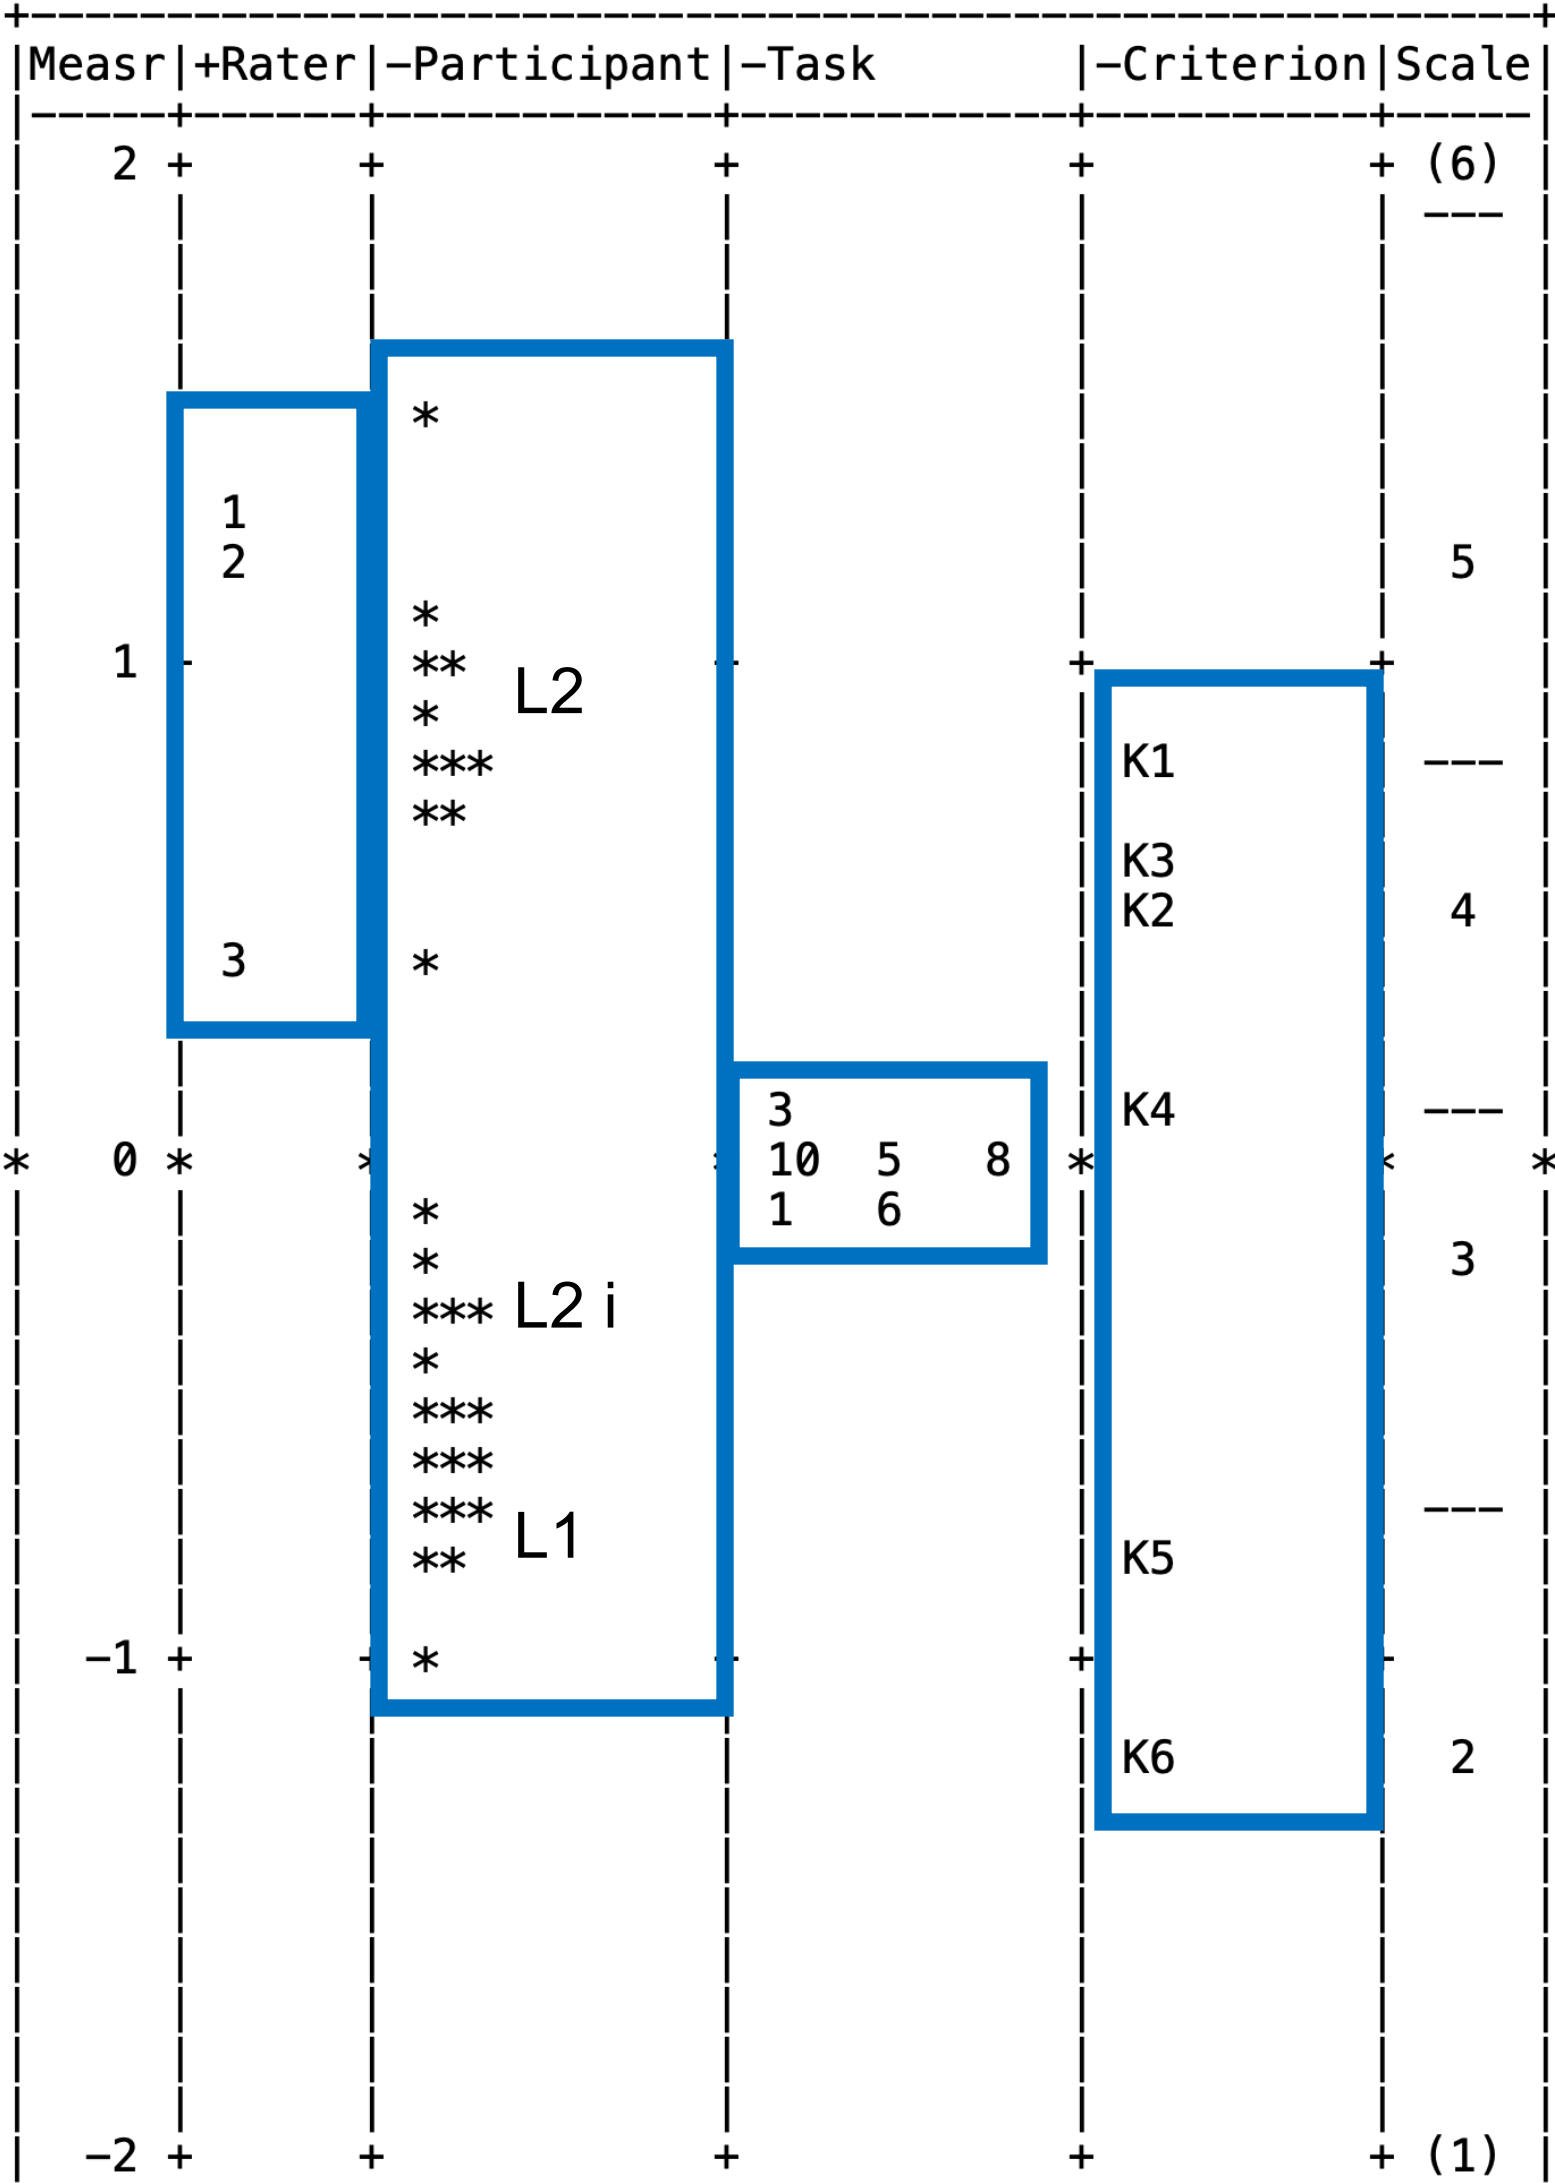 Measr +Rater -Participant -Task -Criterion Scale
2 (6)
---
*
1
2 5
*
1 **
L2
*
*** K1 ---
**
K3
K2 4
3 *
3 K4 ---
* 0 * * 10 5 8 * *
* 1 6
* 3
*** L2 i
*
***
***
*** ---
L1
** K5
-1 *
K6 2
-2 (1)